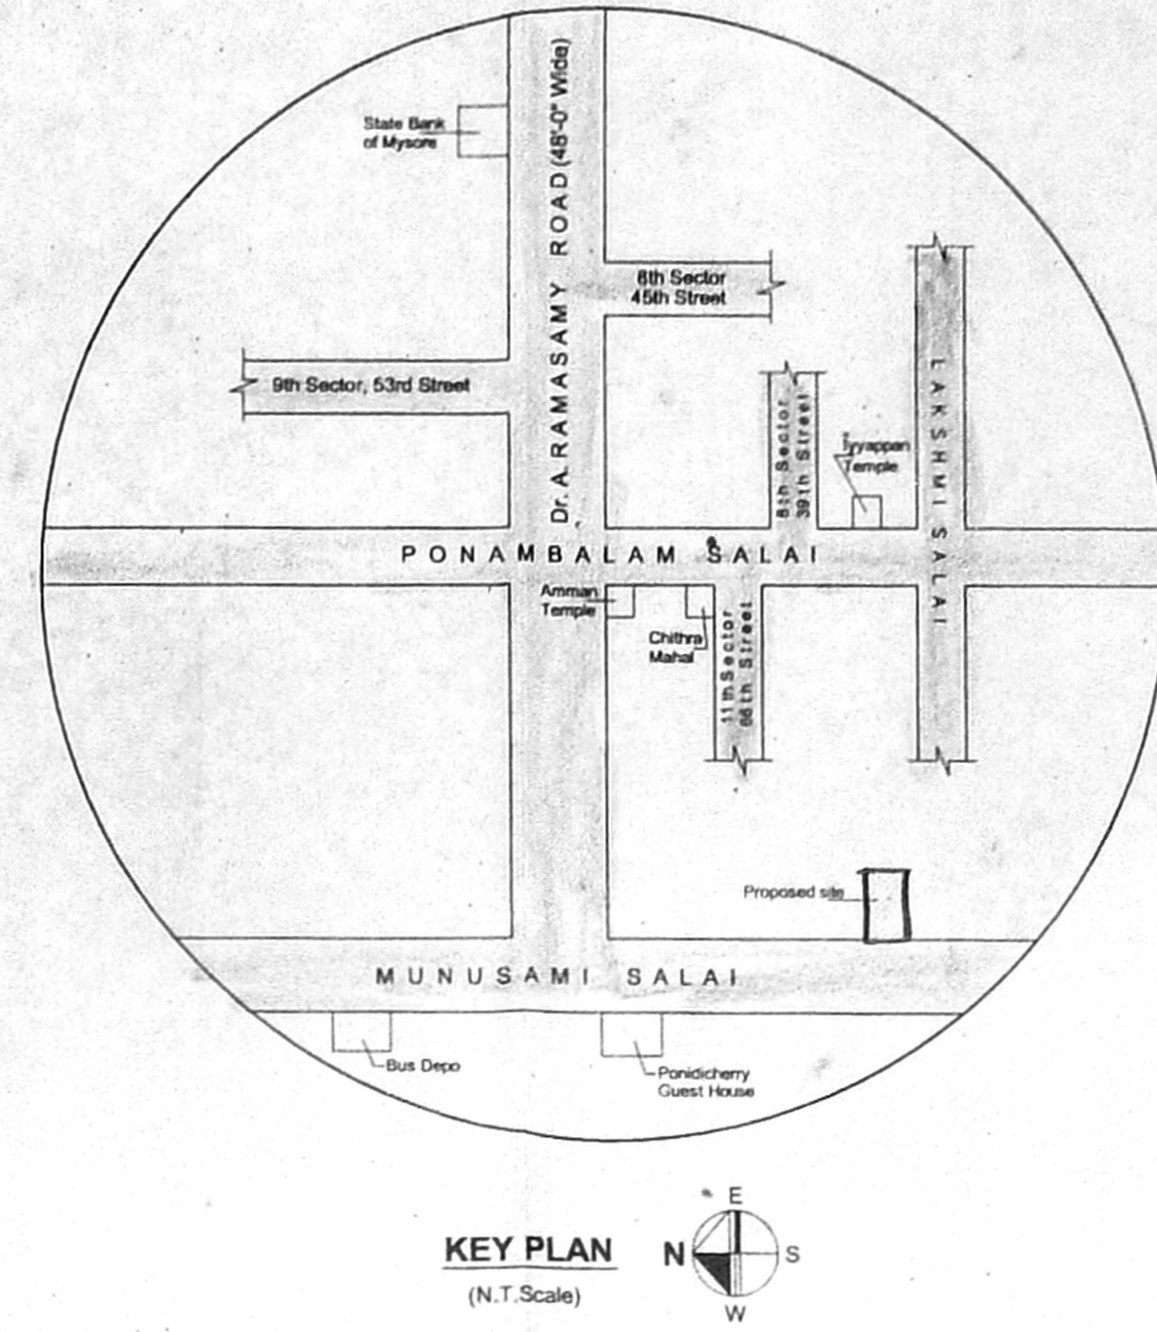 State Bank
of Mysore
Dr. A. RAMASAMY ROAD (48'-0" Wide)
8th Sector
45th Street
9th Sector, 53rd Street
8th Sector
39th Street
Iyyappan
Temple
LAKSHMI SALAI
PONAMBALAM SALAI
Amman
Temple
Chithra
Mahal
11th Sector
66th Street
Proposed site
MUNUSAMI SALAI
Bus Depo
Ponidicherry
Guest House
KEY PLAN
(N.T.Scale)
E
N
S
W